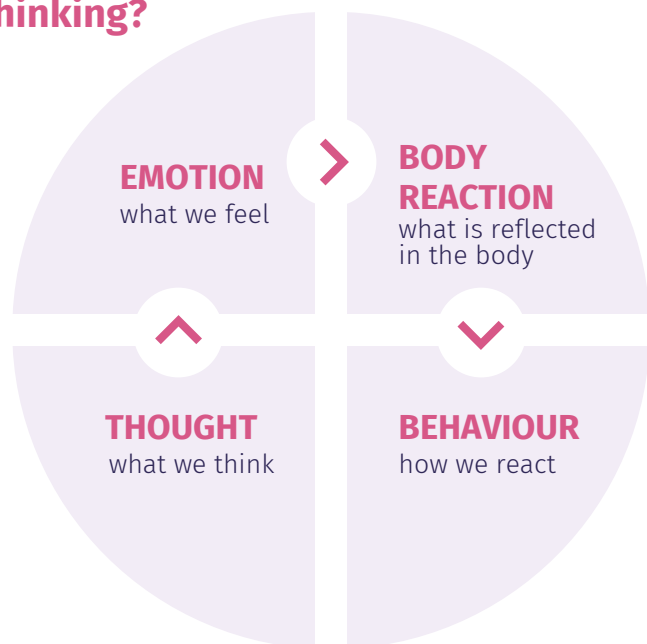 hinking?
EMOTION
what we feel
BODY
REACTION
what is reflected
in the body
THOUGHT
what we think
BEHAVIOUR
how we react